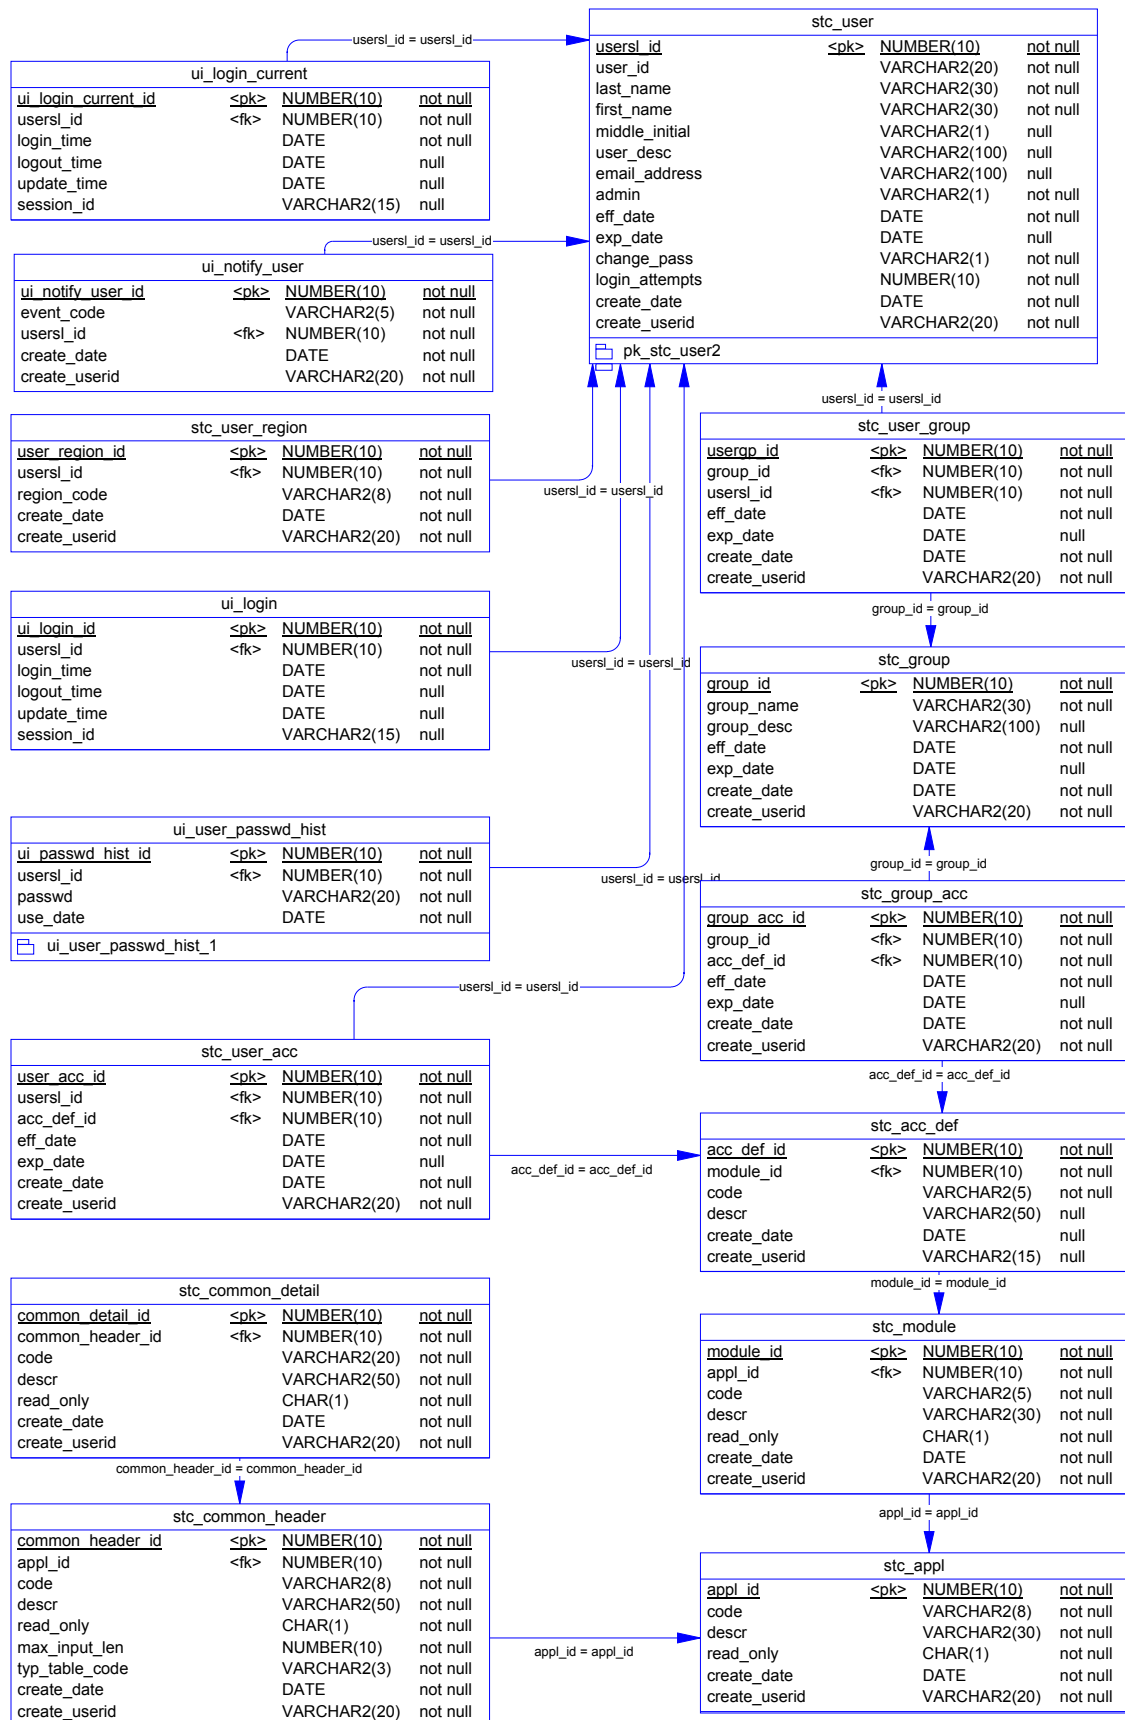 stc_user
usersl_id <pk> NUMBER(10) not null
user_id VARCHAR2(20) not null
last_name VARCHAR2(30) not null
first_name VARCHAR2(30) not null
middle_initial VARCHAR2(1) null
user_desc VARCHAR2(100) null
email_address VARCHAR2(100) null
admin VARCHAR2(1) not null
eff_date DATE not null
exp_date DATE null
change_pass VARCHAR2(1) not null
login_attempts NUMBER(10) not null
create_date DATE not null
create_userid VARCHAR2(20) not null
pk_stc_user2
usersl_id = usersl_id
ui_login_current
ui_login_current_id <pk> NUMBER(10) not null
usersl_id <fk> NUMBER(10) not null
login_time DATE not null
logout_time DATE null
update_time DATE null
session_id VARCHAR2(15) null
usersl_id = usersl_id
ui_notify_user
ui_notify_user_id <pk> NUMBER(10) not null
event_code VARCHAR2(5) not null
usersl_id <fk> NUMBER(10) not null
create_date DATE not null
create_userid VARCHAR2(20) not null
stc_user_region
user_region_id <pk> NUMBER(10) not null
usersl_id <fk> NUMBER(10) not null
region_code VARCHAR2(8) not null
create_date DATE not null
create_userid VARCHAR2(20) not null
usersl_id = usersl_id
usersl_id = usersl_id
stc_user_group
usergp_id <pk> NUMBER(10) not null
group_id <fk> NUMBER(10) not null
usersl_id <fk> NUMBER(10) not null
eff_date DATE not null
exp_date DATE null
create_date DATE not null
create_userid VARCHAR2(20) not null
group_id = group_id
ui_login
ui_login_id <pk> NUMBER(10) not null
usersl_id <fk> NUMBER(10) not null
login_time DATE not null
logout_time DATE null
update_time DATE null
session_id VARCHAR2(15) null
usersl_id = usersl_id
stc_group
group_id <pk> NUMBER(10) not null
group_name VARCHAR2(30) not null
group_desc VARCHAR2(100) null
eff_date DATE not null
exp_date DATE null
create_date DATE not null
create_userid VARCHAR2(20) not null
group_id = group_id
ui_user_passwd_hist
ui_passwd_hist_id <pk> NUMBER(10) not null
usersl_id <fk> NUMBER(10) not null
passwd VARCHAR2(20) not null
use_date DATE not null
ui_user_passwd_hist_1
usersl_id = usersl_id
stc_group_acc
group_acc_id <pk> NUMBER(10) not null
group_id <fk> NUMBER(10) not null
acc_def_id <fk> NUMBER(10) not null
eff_date DATE not null
exp_date DATE null
create_date DATE not null
create_userid VARCHAR2(20) not null
acc_def_id = acc_def_id
usersl_id = usersl_id
stc_user_acc
user_acc_id <pk> NUMBER(10) not null
usersl_id <fk> NUMBER(10) not null
acc_def_id <fk> NUMBER(10) not null
eff_date DATE not null
exp_date DATE null
create_date DATE not null
create_userid VARCHAR2(20) not null
acc_def_id = acc_def_id
stc_acc_def
acc_def_id <pk> NUMBER(10) not null
module_id <fk> NUMBER(10) not null
code VARCHAR2(5) not null
descr VARCHAR2(50) null
create_date DATE null
create_userid VARCHAR2(15) null
module_id = module_id
stc_common_detail
common_detail_id <pk> NUMBER(10) not null
common_header_id <fk> NUMBER(10) not null
code VARCHAR2(20) not null
descr VARCHAR2(50) not null
read_only CHAR(1) not null
create_date DATE not null
create_userid VARCHAR2(20) not null
common_header_id = common_header_id
stc_module
module_id <pk> NUMBER(10) not null
appl_id <fk> NUMBER(10) not null
code VARCHAR2(5) not null
descr VARCHAR2(30) not null
read_only CHAR(1) not null
create_date DATE not null
create_userid VARCHAR2(20) not null
appl_id = appl_id
stc_common_header
common_header_id <pk> NUMBER(10) not null
appl_id <fk> NUMBER(10) not null
code VARCHAR2(8) not null
descr VARCHAR2(50) not null
read_only CHAR(1) not null
max_input_len NUMBER(10) not null
typ_table_code VARCHAR2(3) not null
create_date DATE not null
create_userid VARCHAR2(20) not null
appl_id = appl_id
stc_appl
appl_id <pk> NUMBER(10) not null
code VARCHAR2(8) not null
descr VARCHAR2(30) not null
read_only CHAR(1) not null
create_date DATE not null
create_userid VARCHAR2(20) not null